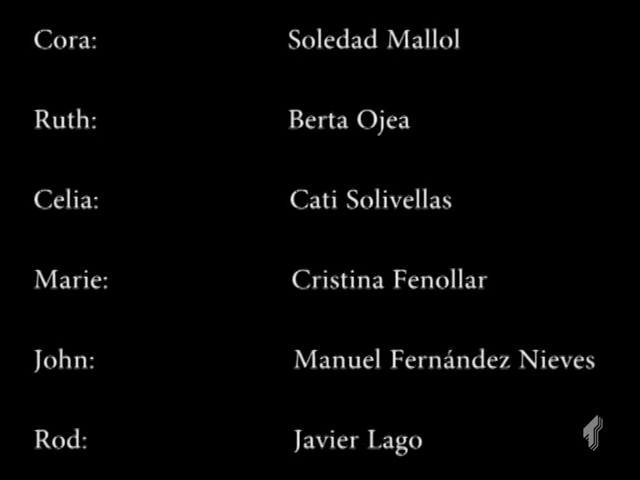 Cora: Soledad Mallol
Ruth: Berta Ojea
Celia: Cati Solivellas
Marie: Cristina Fenollar
John: Manuel Fernández Nieves
Rod: Javier Lago